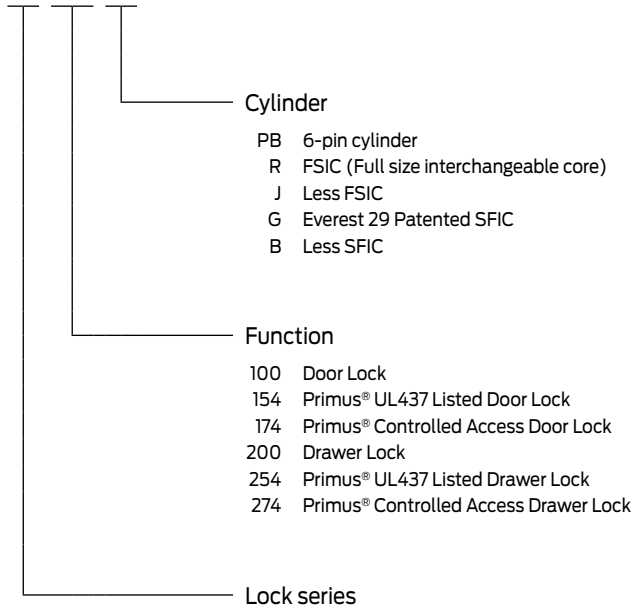 Cylinder
PB 6-pin cylinder
R FSIC (Full size interchangeable core)
J Less FSIC
G Everest 29 Patented SFIC
B Less SFIC
Function
100 Door Lock
154 Primus® UL437 Listed Door Lock
174 Primus® Controlled Access Door Lock
200 Drawer Lock
254 Primus® UL437 Listed Drawer Lock
274 Primus® Controlled Access Drawer Lock
Lock series